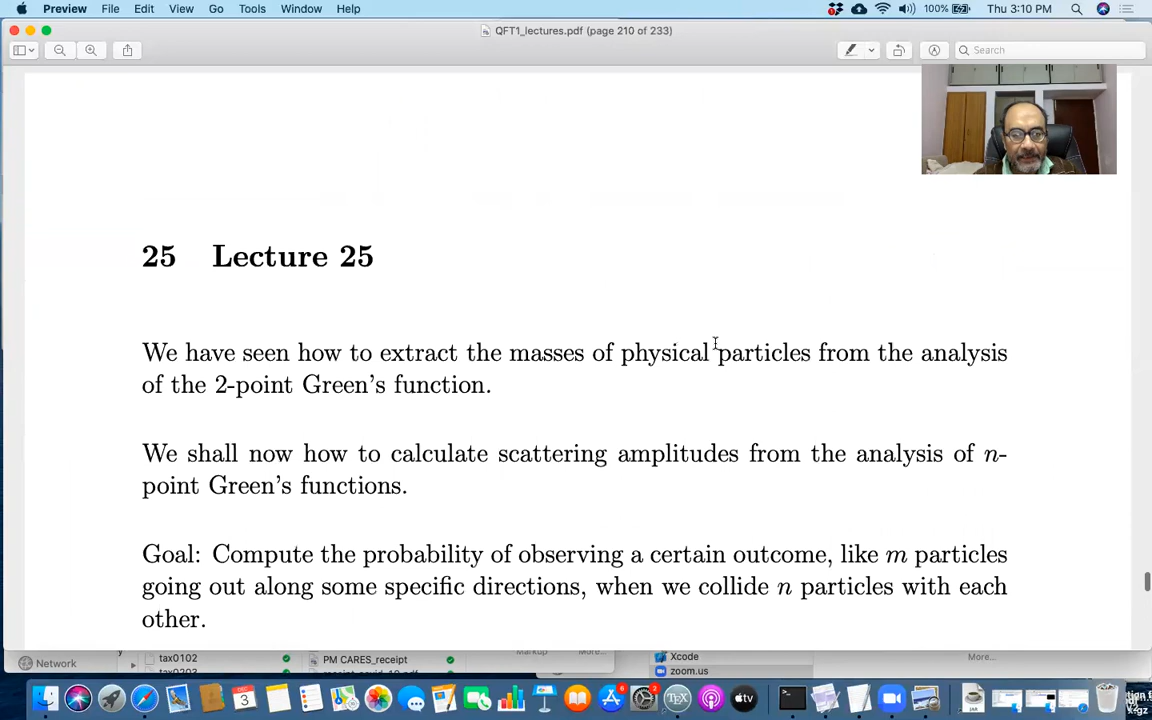 Preview File Edit View Go Tools Window Help 100% Thu 3:10 PM
QFT1_lectures.pdf (page 210 of 233)
Search
25 Lecture 25
We have seen how to extract the masses of physical particles from the analysis
of the 2-point Green's function.
We shall now how to calculate scattering amplitudes from the analysis of n-
point Green's functions.
Goal: Compute the probability of observing a certain outcome, like m particles
going out along some specific directions, when we collide n particles with each
other.
Network tax0102 PM CARES_receipt Markup Xcode More...
zoom.us
DEC
3